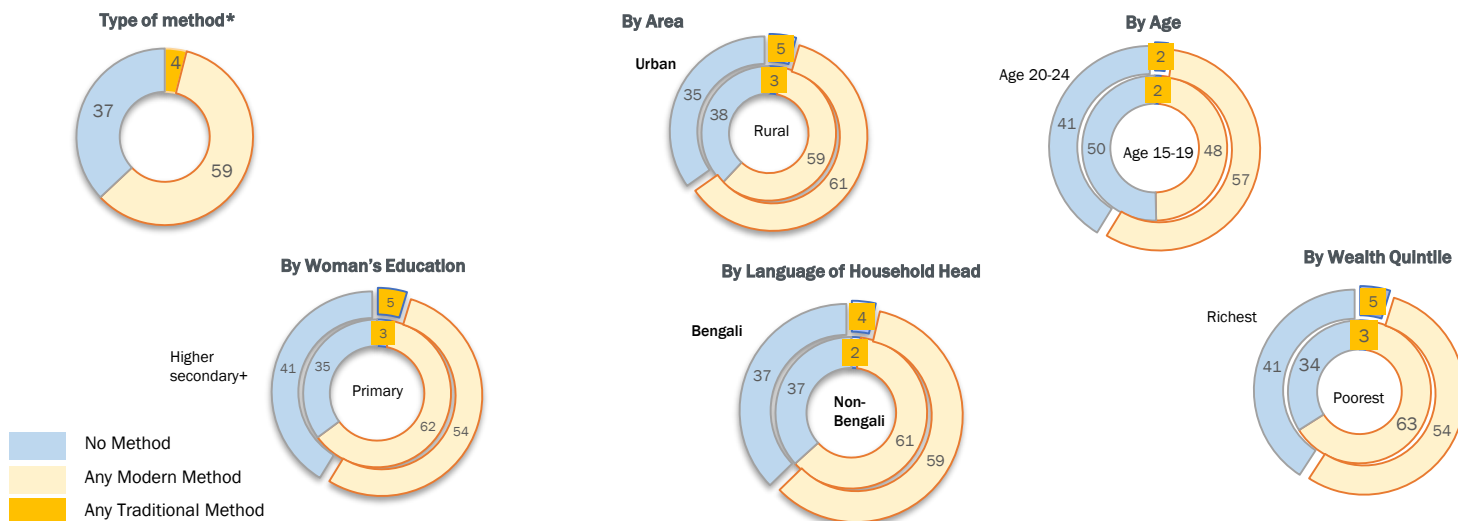 Type of method*
4
37
59
By Area
Urban
5
3
35
38
Rural
59
61
By Age
Age 20-24
2
2
41
50
Age 15-19
48
57
By Woman's Education
Higher
secondary+
5
3
41
35
Primary
62
54
By Language of Household Head
Bengali
4
2
37
37
Non-
Bengali
61
59
By Wealth Quintile
Richest
5
3
41
34
Poorest
63
54
No Method
Any Modern Method
Any Traditional Method